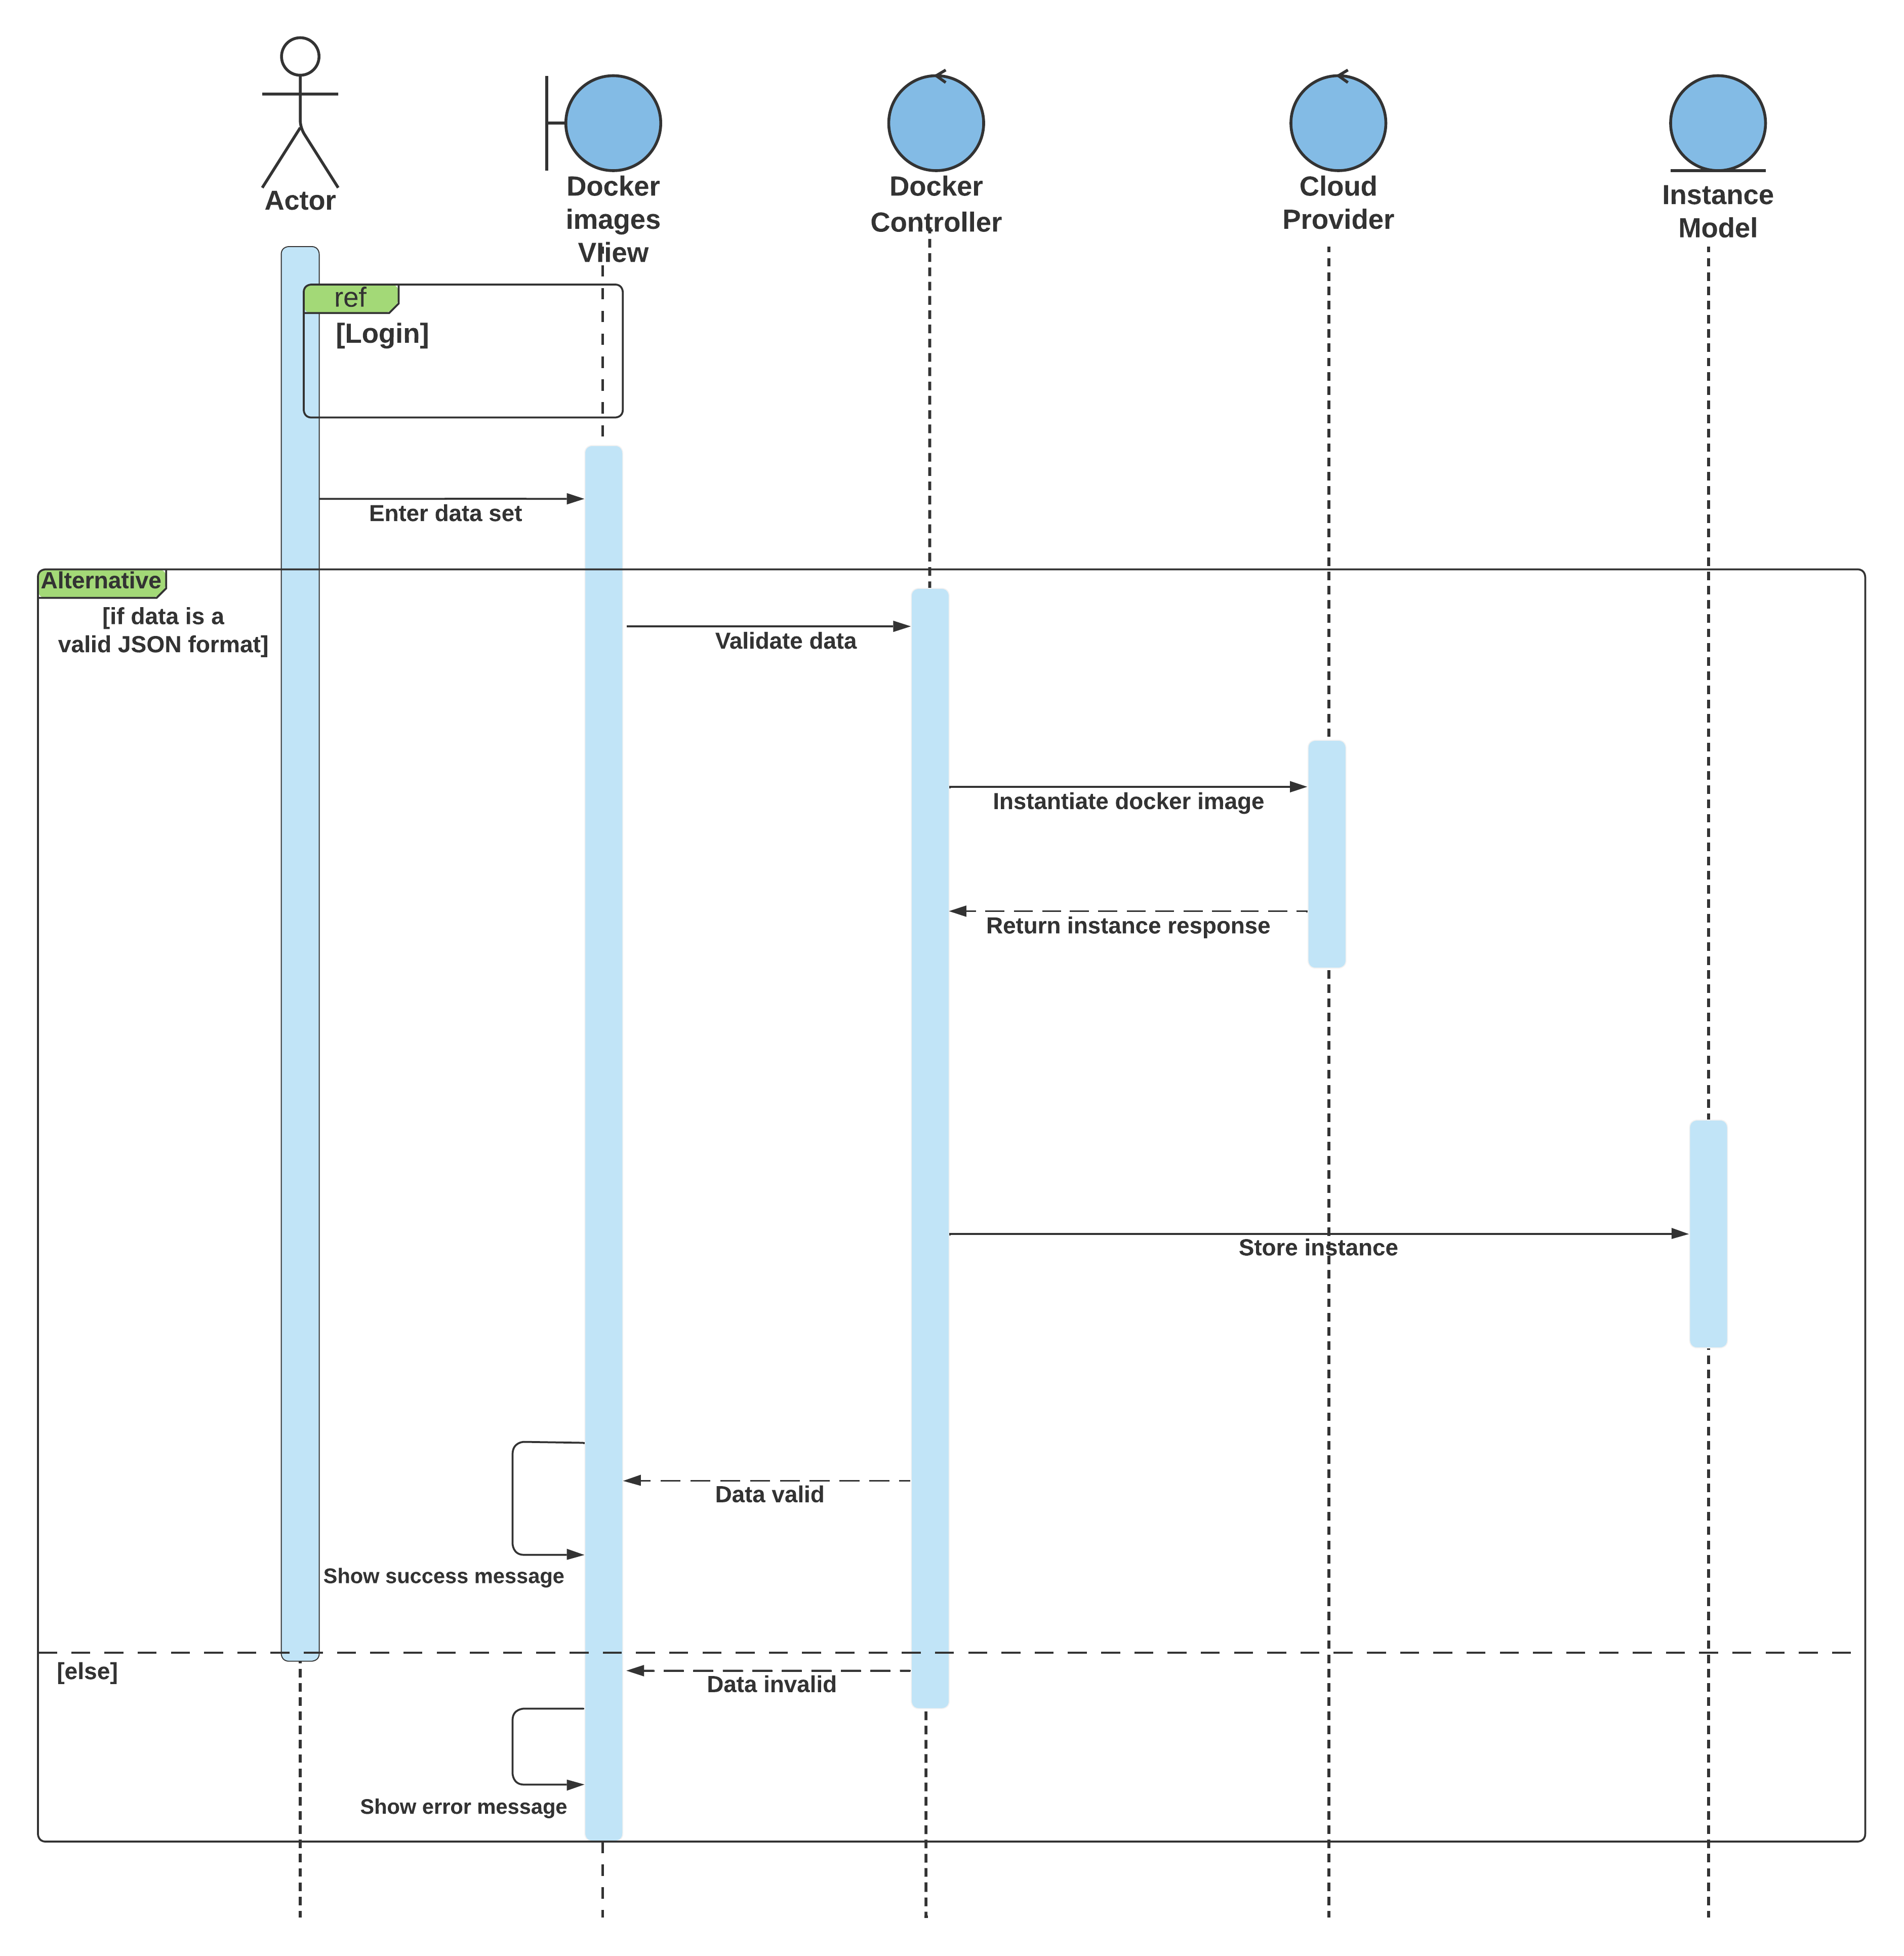 Actor
Docker
images
VIiew
Docker
Controller
Cloud
Provider
Instance
Model
ref
[Login]
Enter data set
Alternative
[if data is a
valid JSON format]
Validate data
Instantiate docker image
Return instance response
Store instance
Data valid
Show success message
[else]
Data invalid
Show error message